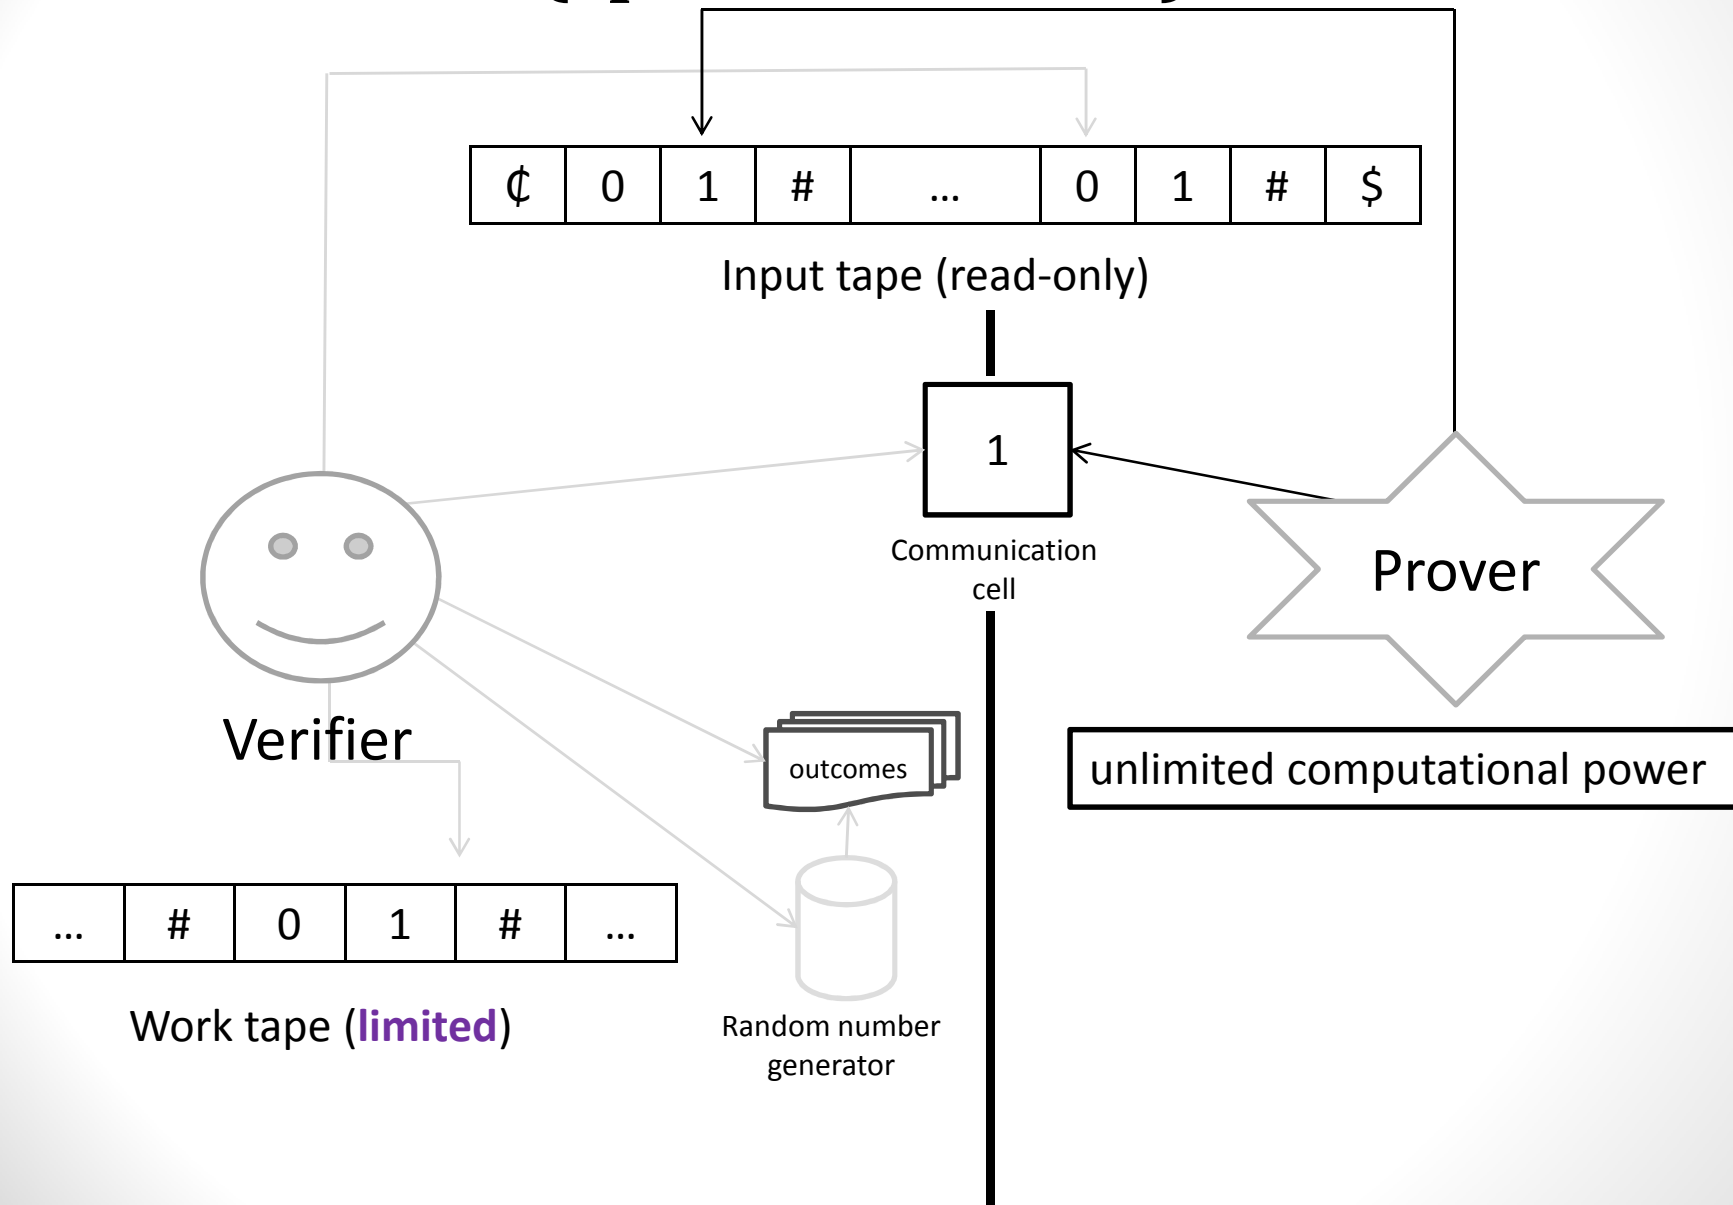 ₵ 0 1 # … 0 1 # $
Input tape (read-only)
1
Communication
cell
Prover
Verifier
outcomes
unlimited computational power
… # 0 1 # …
Work tape (limited)
Random number
generator